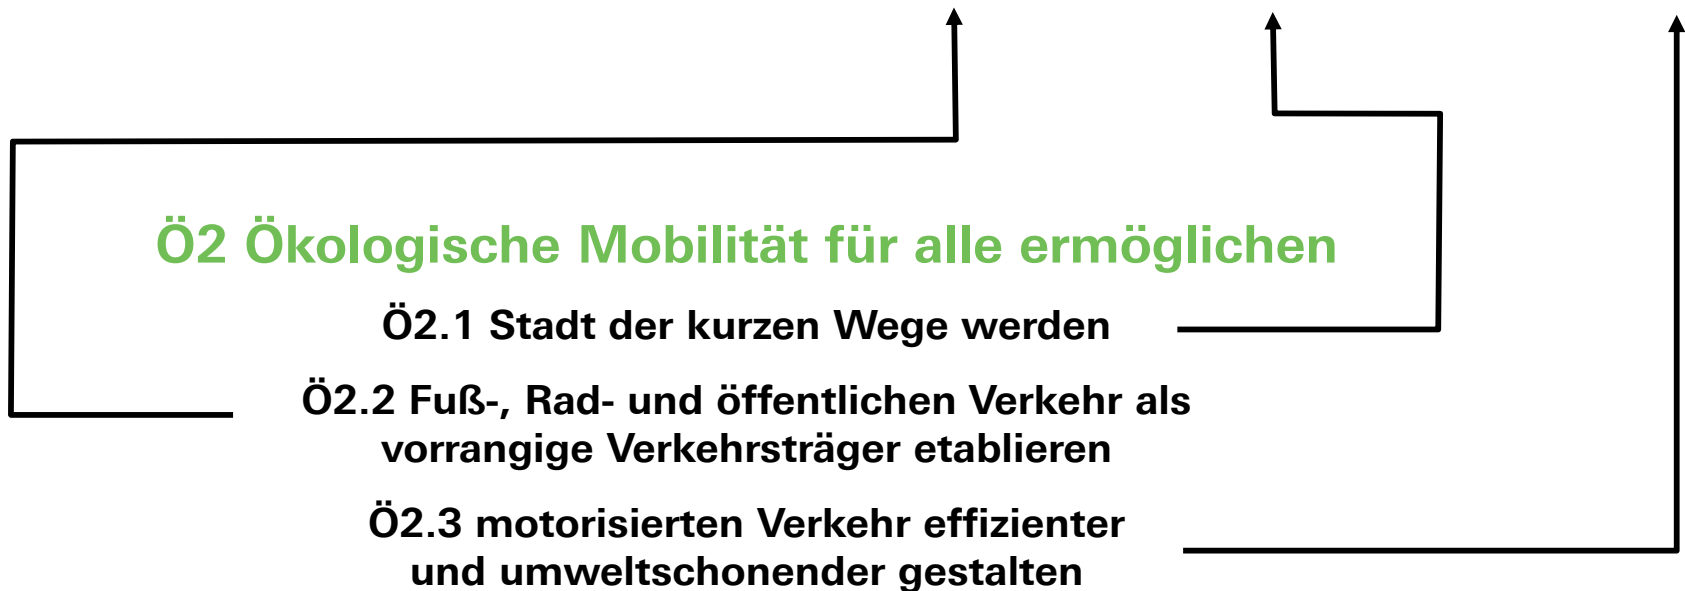 Ö2 Ökologische Mobilität für alle ermöglichen
Ö2.1 Stadt der kurzen Wege werden
Ö2.2 Fuß-, Rad- und öffentlichen Verkehr als
vorrangige Verkehrsträger etablieren
Ö2.3 motorisierten Verkehr effizienter
und umweltschonender gestalten